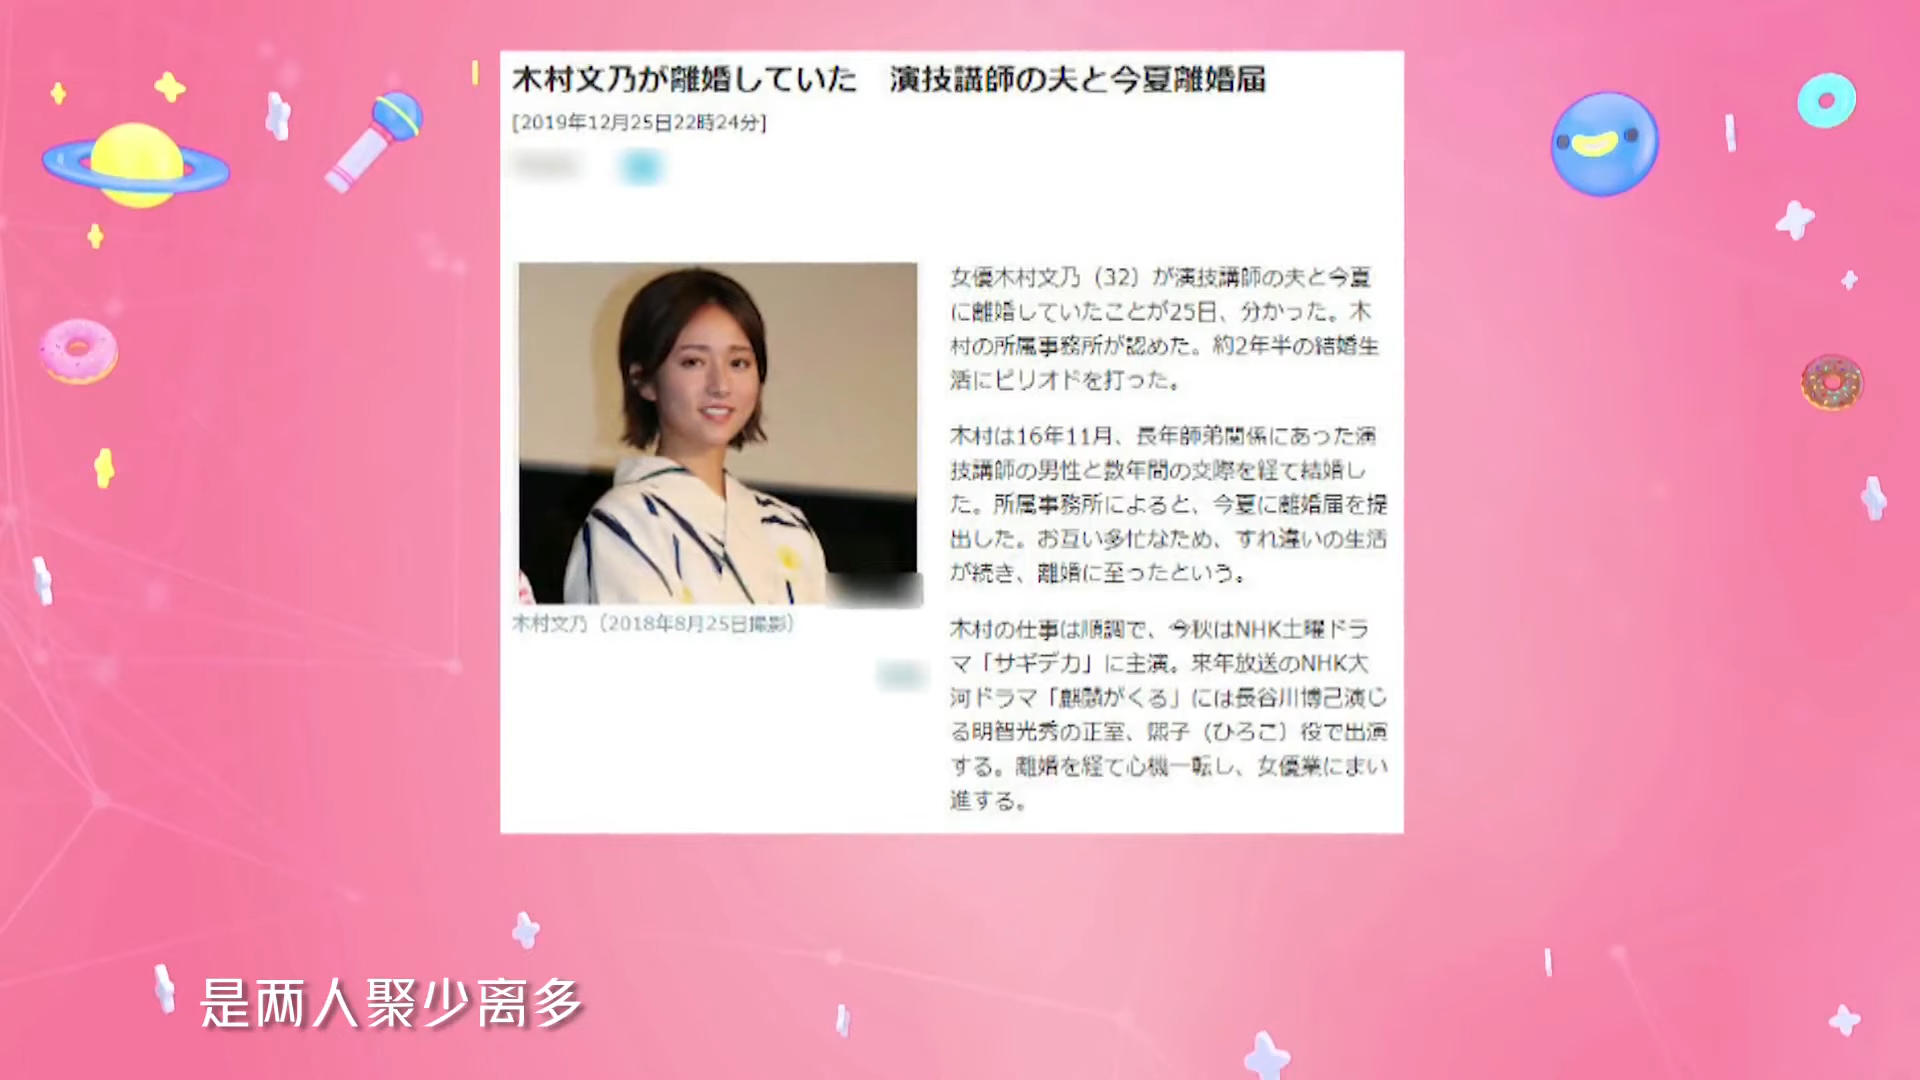 木村文乃が離婚していた　演技講師の夫と今夏離婚届
[2019年12月25日22時24分]
女優木村文乃（32）が演技講師の夫と今夏
に離婚していたことが25日、分かった。木
村の所属事務所が認めた。約2年半の結婚生
活にピリオドを打った。
木村は16年11月、長年師弟関係にあった演
技講師の男性と数年間の交際を経て結婚し
た。所属事務所によると、今夏に離婚届を提
出した。お互い多忙なため、すれ違いの生活
が続き、離婚に至ったという。
木村の仕事は順調で、今秋はNHK土曜ドラ
マ「サギデカ」に主演。来年放送のNHK大
河ドラマ「麒麟がくる」には長谷川博己演じ
る明智光秀の正室、熙子（ひろこ）役で出演
する。離婚を経て心機一転し、女優業にまい
進する。
木村文乃（2018年8月25日撮影）
是两人聚少离多